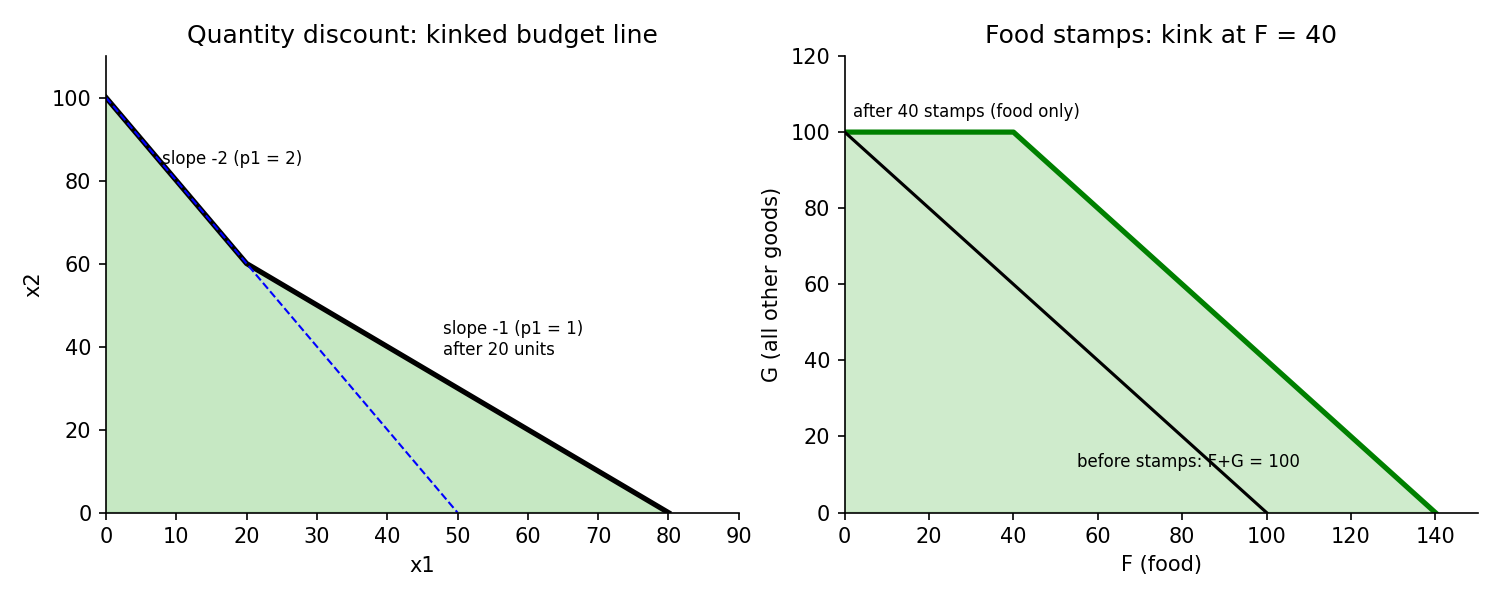 Quantity discount: kinked budget line
100
80
60
40
20
0
x2
slope -2 (p1 = 2)
slope -1 (p1 = 1)
after 20 units
0 10 20 30 40 50 60 70 80 90
x1
Food stamps: kink at F = 40
120
100
80
60
40
20
0
G (all other goods)
after 40 stamps (food only)
before stamps: F+G = 100
0 20 40 60 80 100 120 140
F (food)